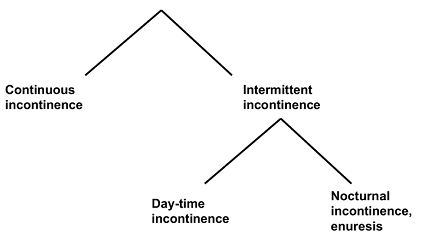 Continuous
incontinence
Intermittent
incontinence
Day-time
incontinence
Nocturnal
incontinence,
enuresis